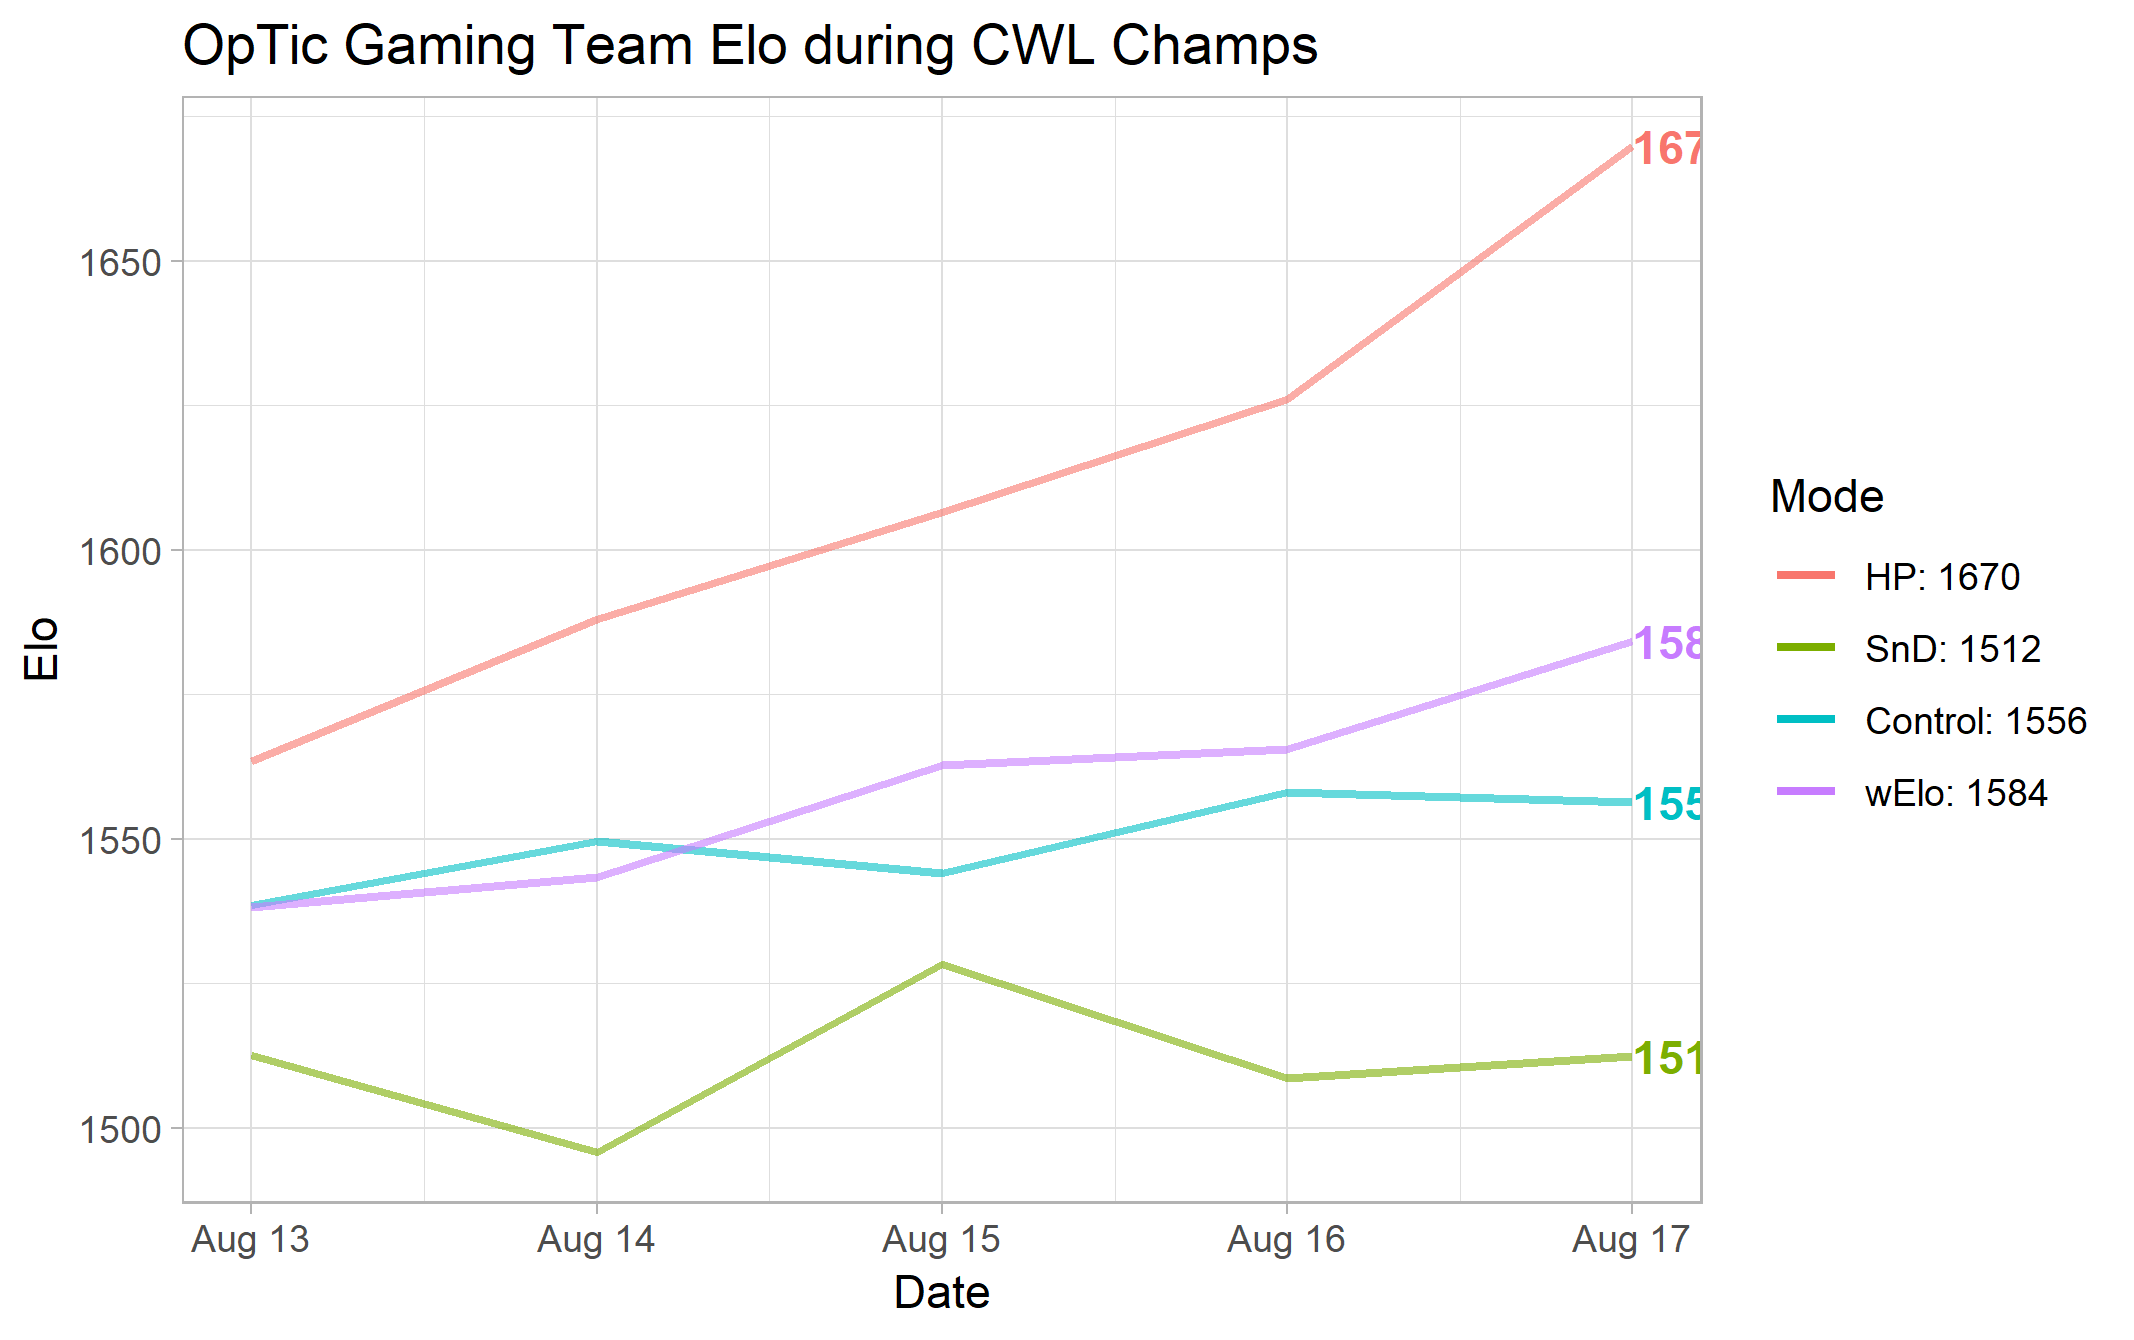 OpTic Gaming Team Elo during CWL Champs
167
1650
1600
158
1550
155
151
1500
Elo
Aug 13 Aug 14 Aug 15 Aug 16 Aug 17
Date
Mode
HP: 1670
SnD: 1512
Control: 1556
wElo: 1584